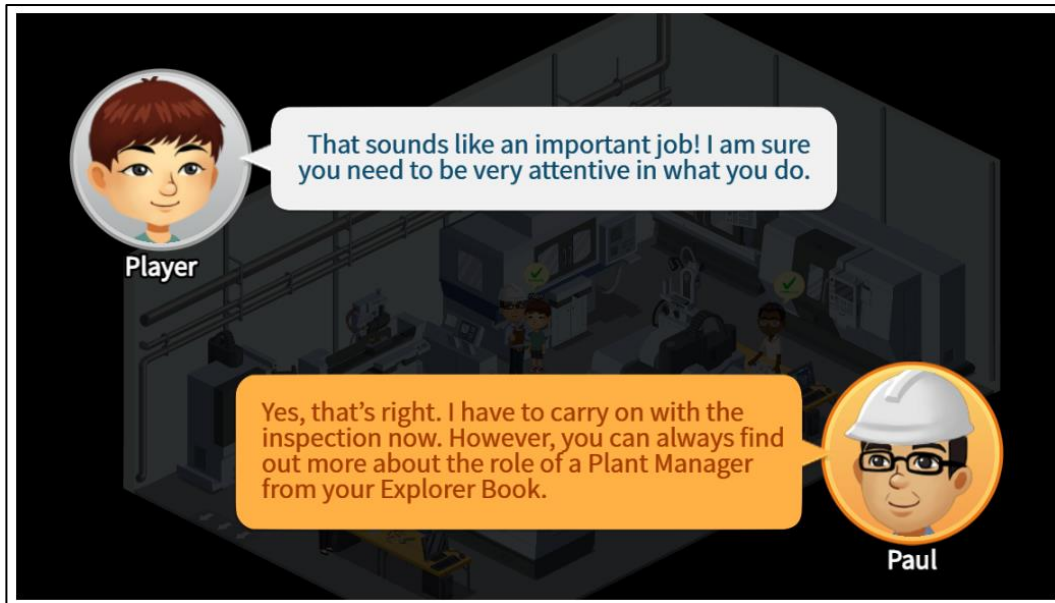 That sounds like an important job! I am sure
you need to be very attentive in what you do.
Player
Yes, that's right. I have to carry on with the
inspection now. However, you can always find
out more about the role of a Plant Manager
from your Explorer Book.
Paul